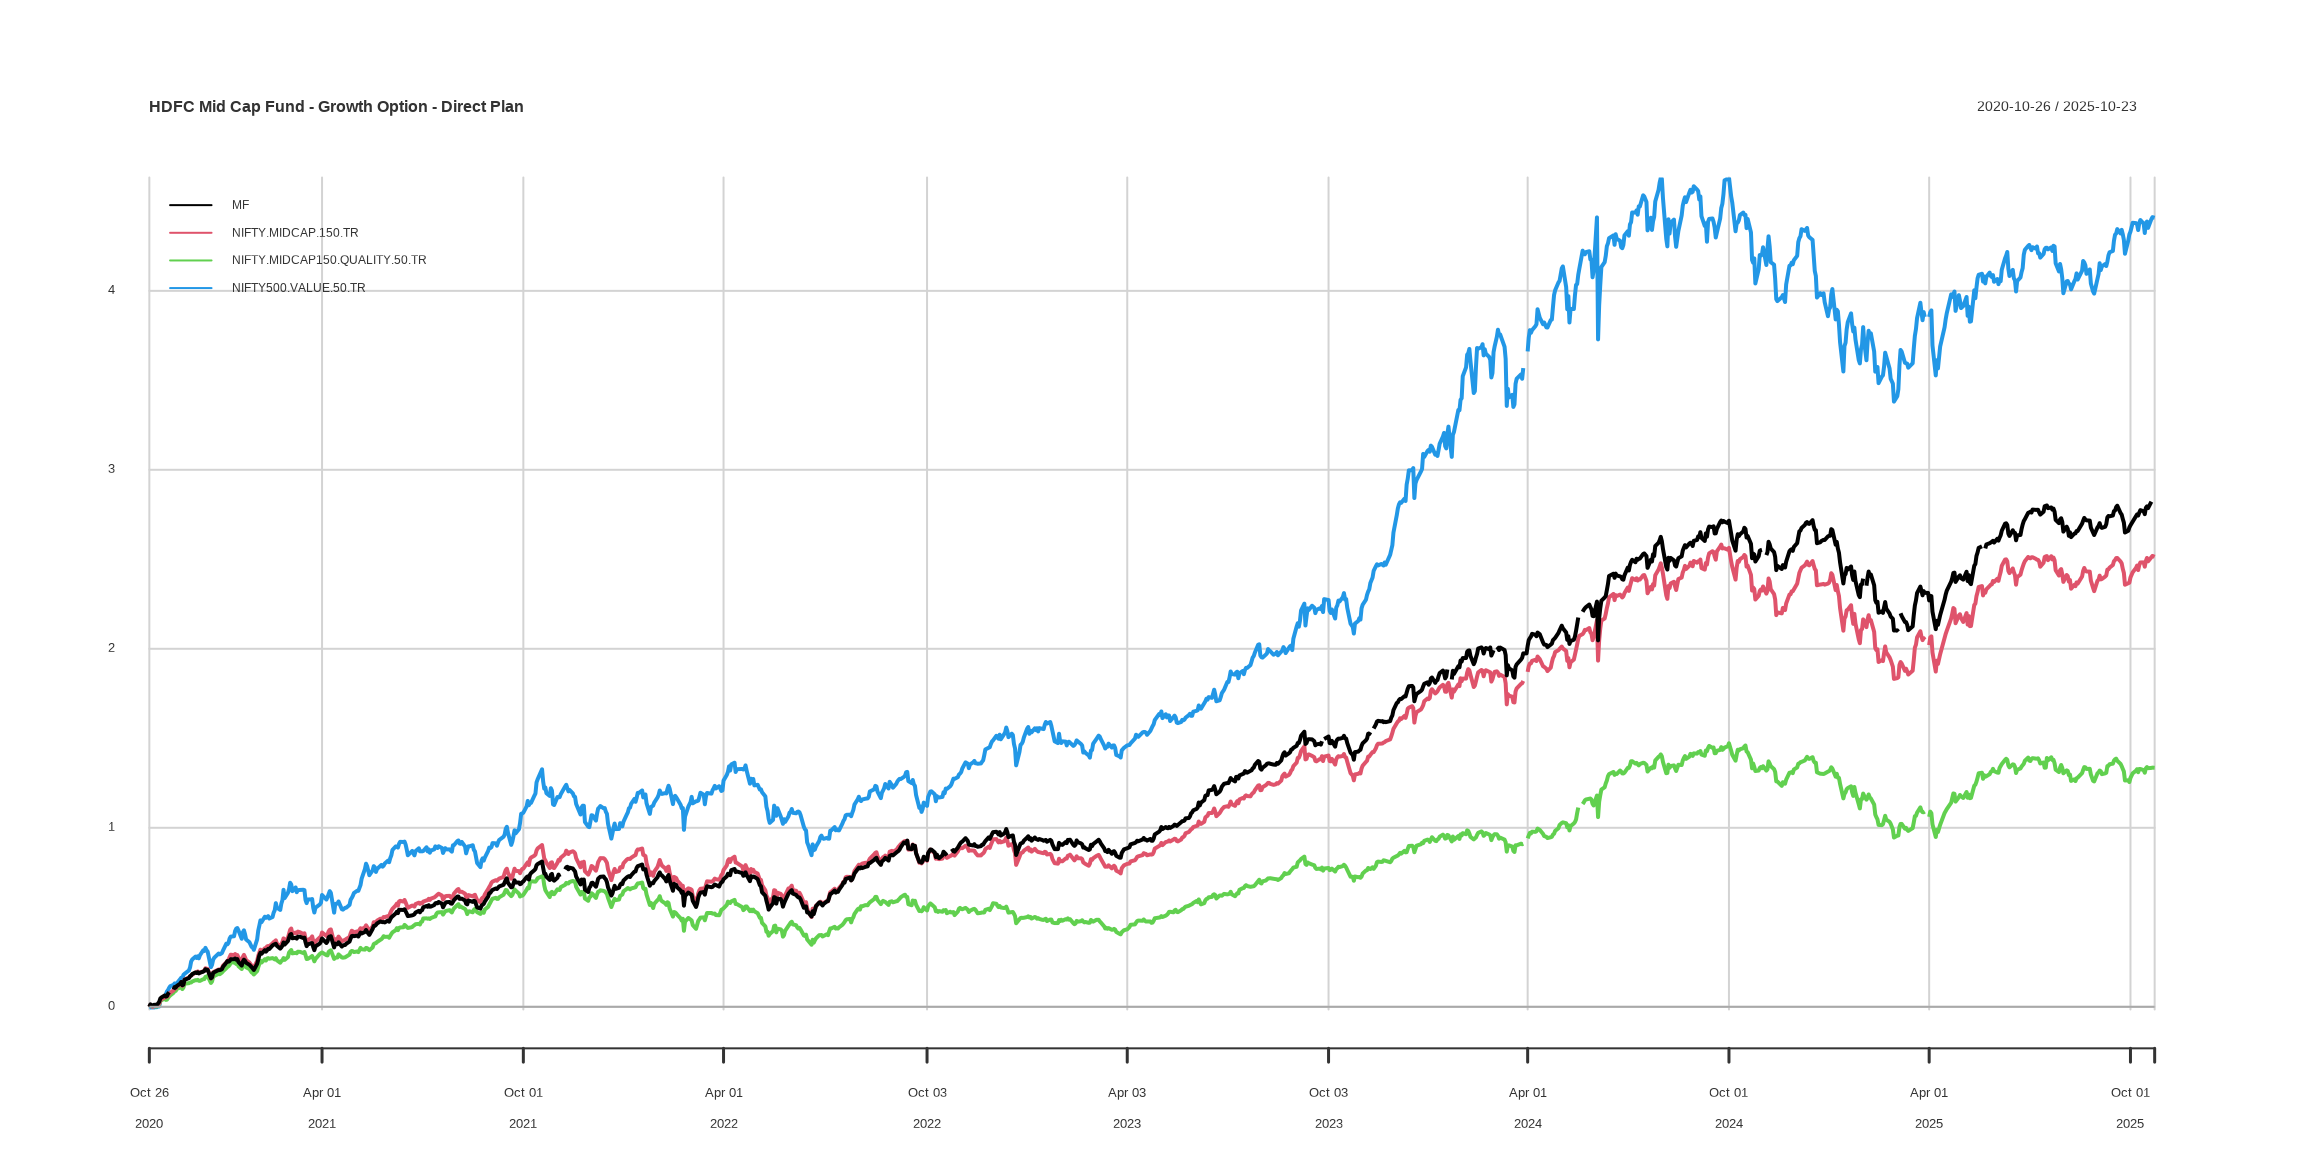 HDFC Mid Cap Fund - Growth Option - Direct Plan
2020-10-26 / 2025-10-23
MF
NIFTY.MIDCAP.150.TR
NIFTY.MIDCAP150.QUALITY.50.TR
NIFTY500.VALUE.50.TR
4
3
2
1
0
Oct 26 Apr 01 Oct 01 Apr 01 Oct 03 Apr 03 Oct 03 Apr 01 Oct 01 Apr 01 Oct 01
2020 2021 2021 2022 2022 2023 2023 2024 2024 2025 2025